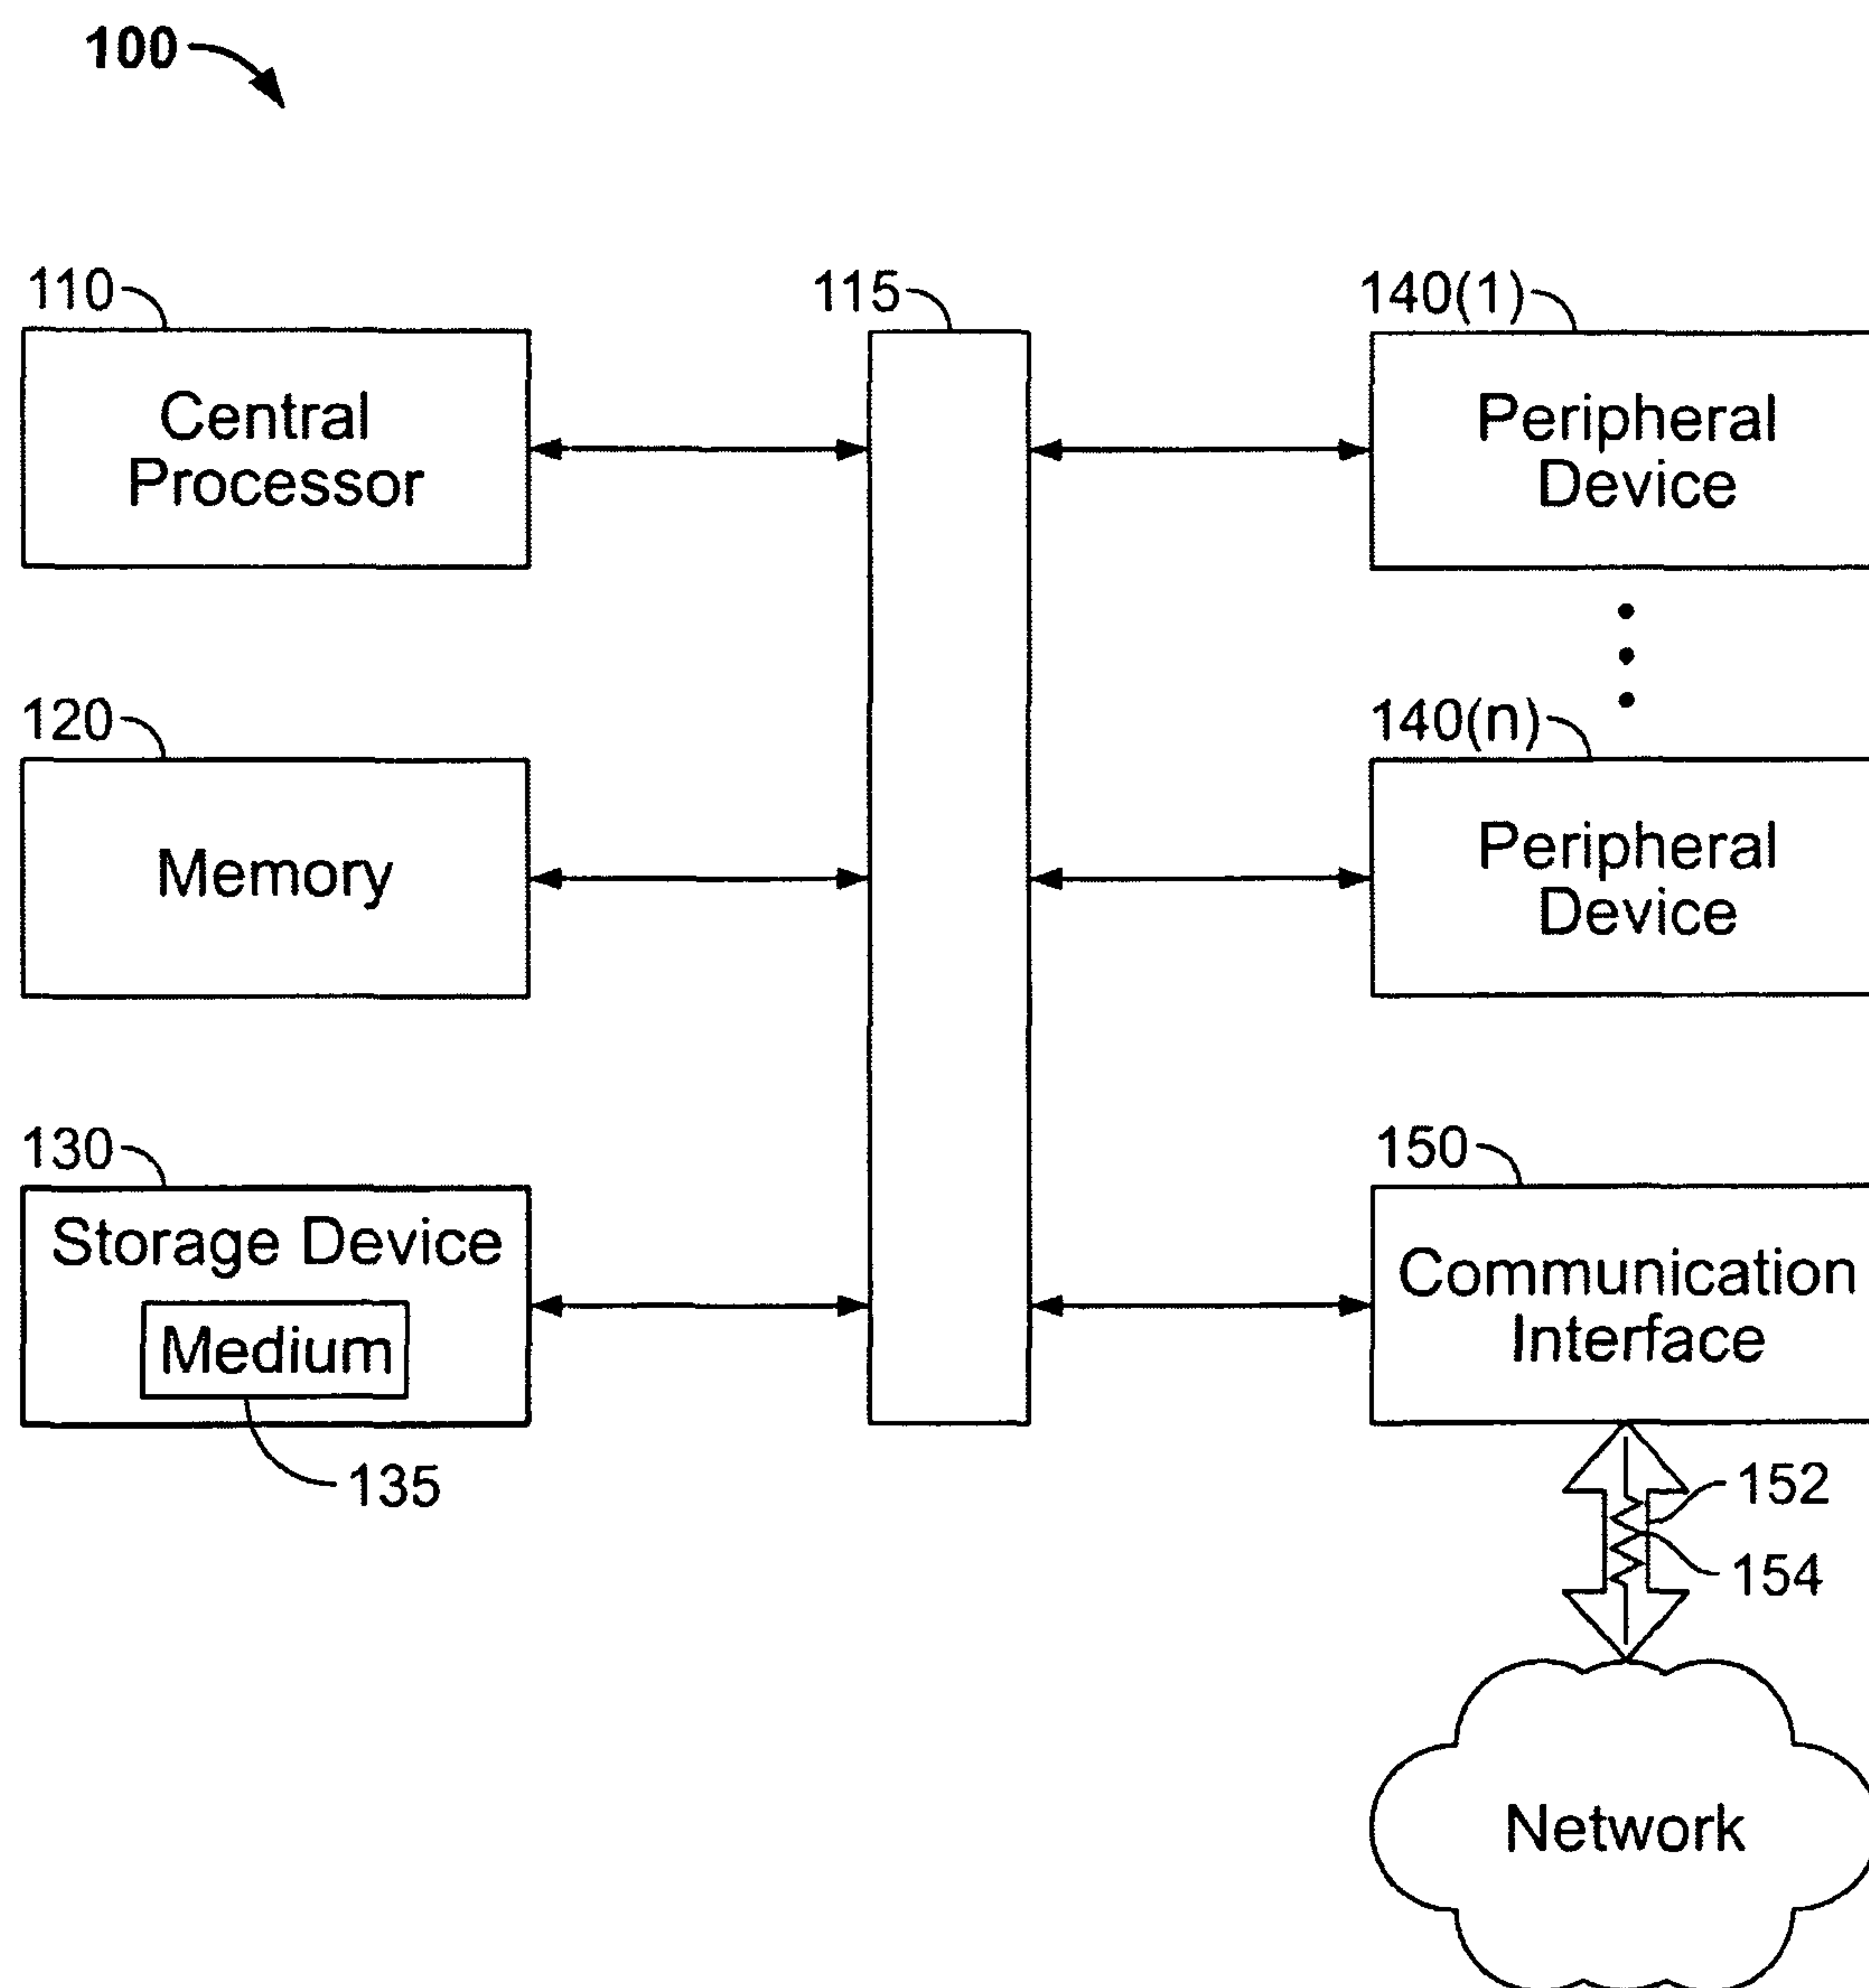 100
110
115
140(1)
Central
Processor
Peripheral
Device
120
140(n)
Memory
Peripheral
Device
130
150
Storage Device
Medium
Communication
Interface
135
152
154
Network